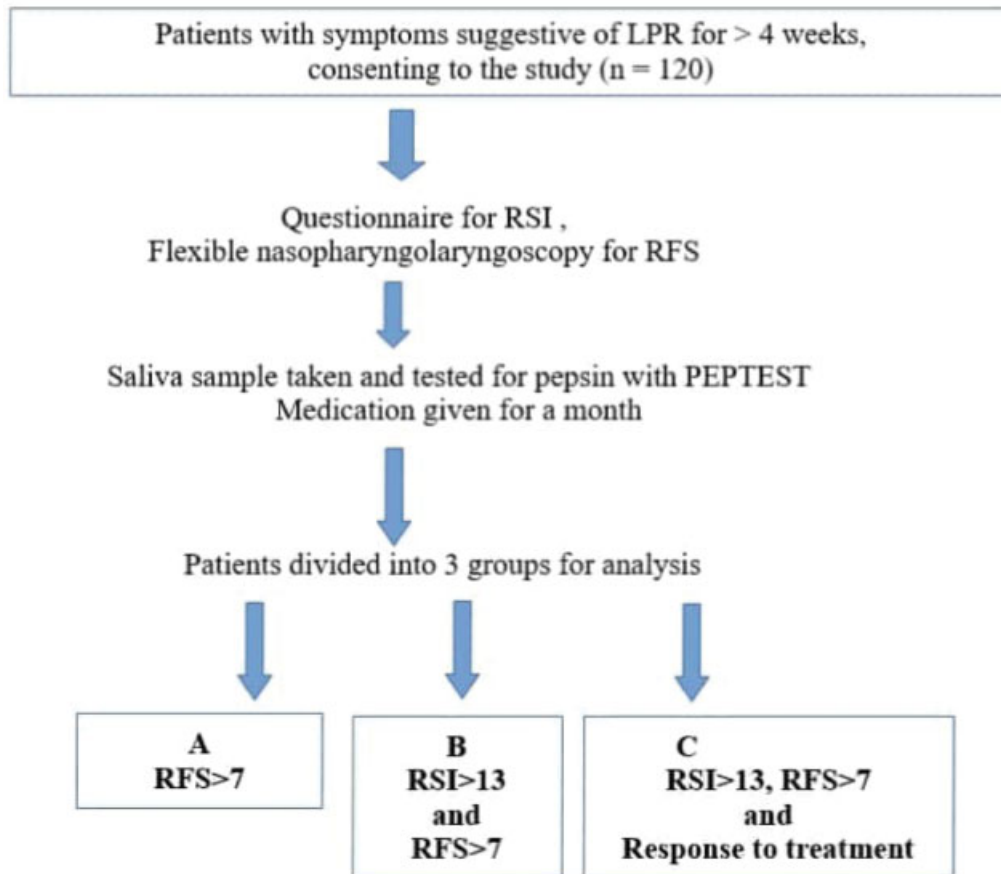 Patients with symptoms suggestive of LPR for > 4 weeks,
consenting to the study (n = 120)
Questionnaire for RSI ,
Flexible nasopharyngolaryngoscopy for RFS
Saliva sample taken and tested for pepsin with PEPTEST
Medication given for a month
Patients divided into 3 groups for analysis
A
RFS>7
B
RSI>13
and
RFS>7
C
RSI>13, RFS>7
and
Response to treatment